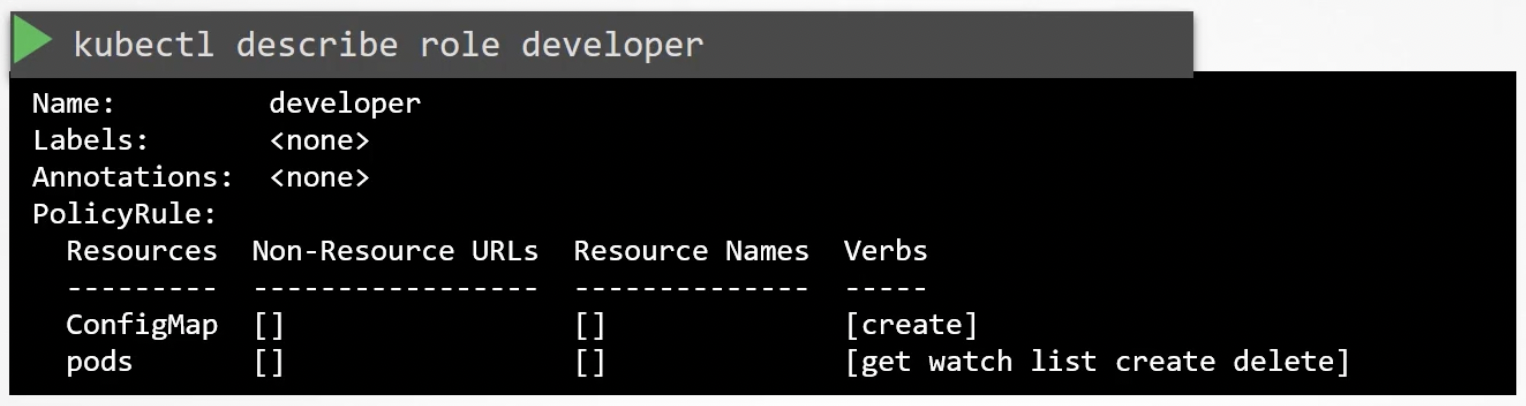 kubectl describe role developer
Name:         developer
Labels:       <none>
Annotations:  <none>
PolicyRule:
  Resources  Non-Resource URLs  Resource Names  Verbs
  ---------  -----------------  --------------  -----
  ConfigMap  []                 []              [create]
  pods       []                 []              [get watch list create delete]